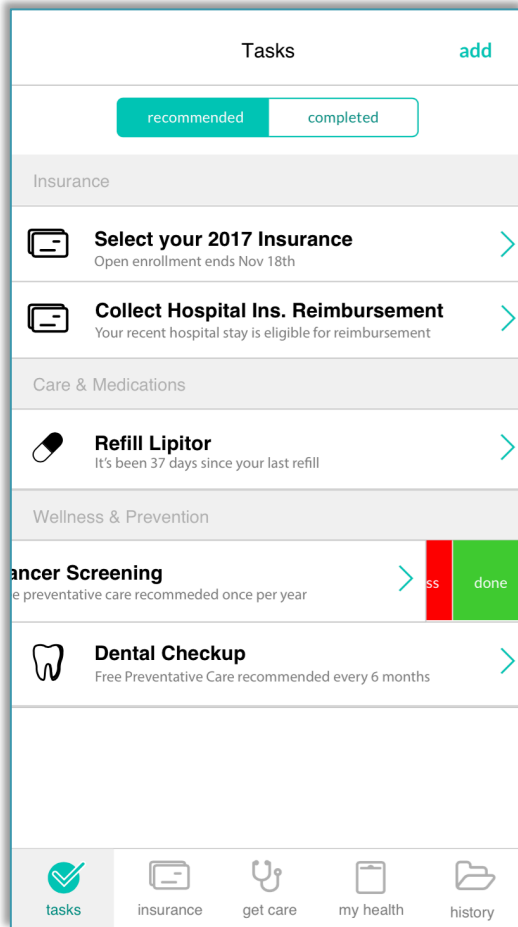 Tasks
add
recommended
completed
Insurance
Select your 2017 Insurance
Open enrollment ends Nov 18th
Collect Hospital Ins. Reimbursement
Your recent hospital stay is eligible for reimbursement
Care & Medications
Refill Lipitor
It's been 37 days since your last refill
Wellness & Prevention
ancer Screening
e preventative care recommeded once per year
ss
done
Dental Checkup
Free Preventative Care recommended every 6 months
tasks
insurance
get care
my health
history